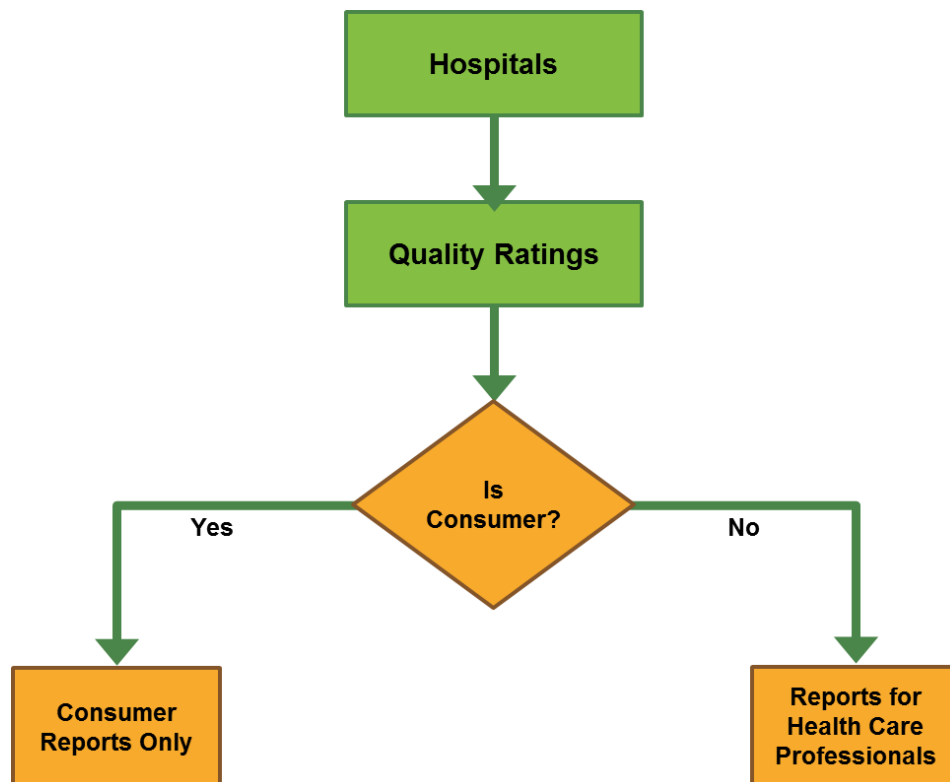 Hospitals
Quality Ratings
Is
Consumer?
Yes
No
Consumer
Reports Only
Reports for
Health Care
Professionals